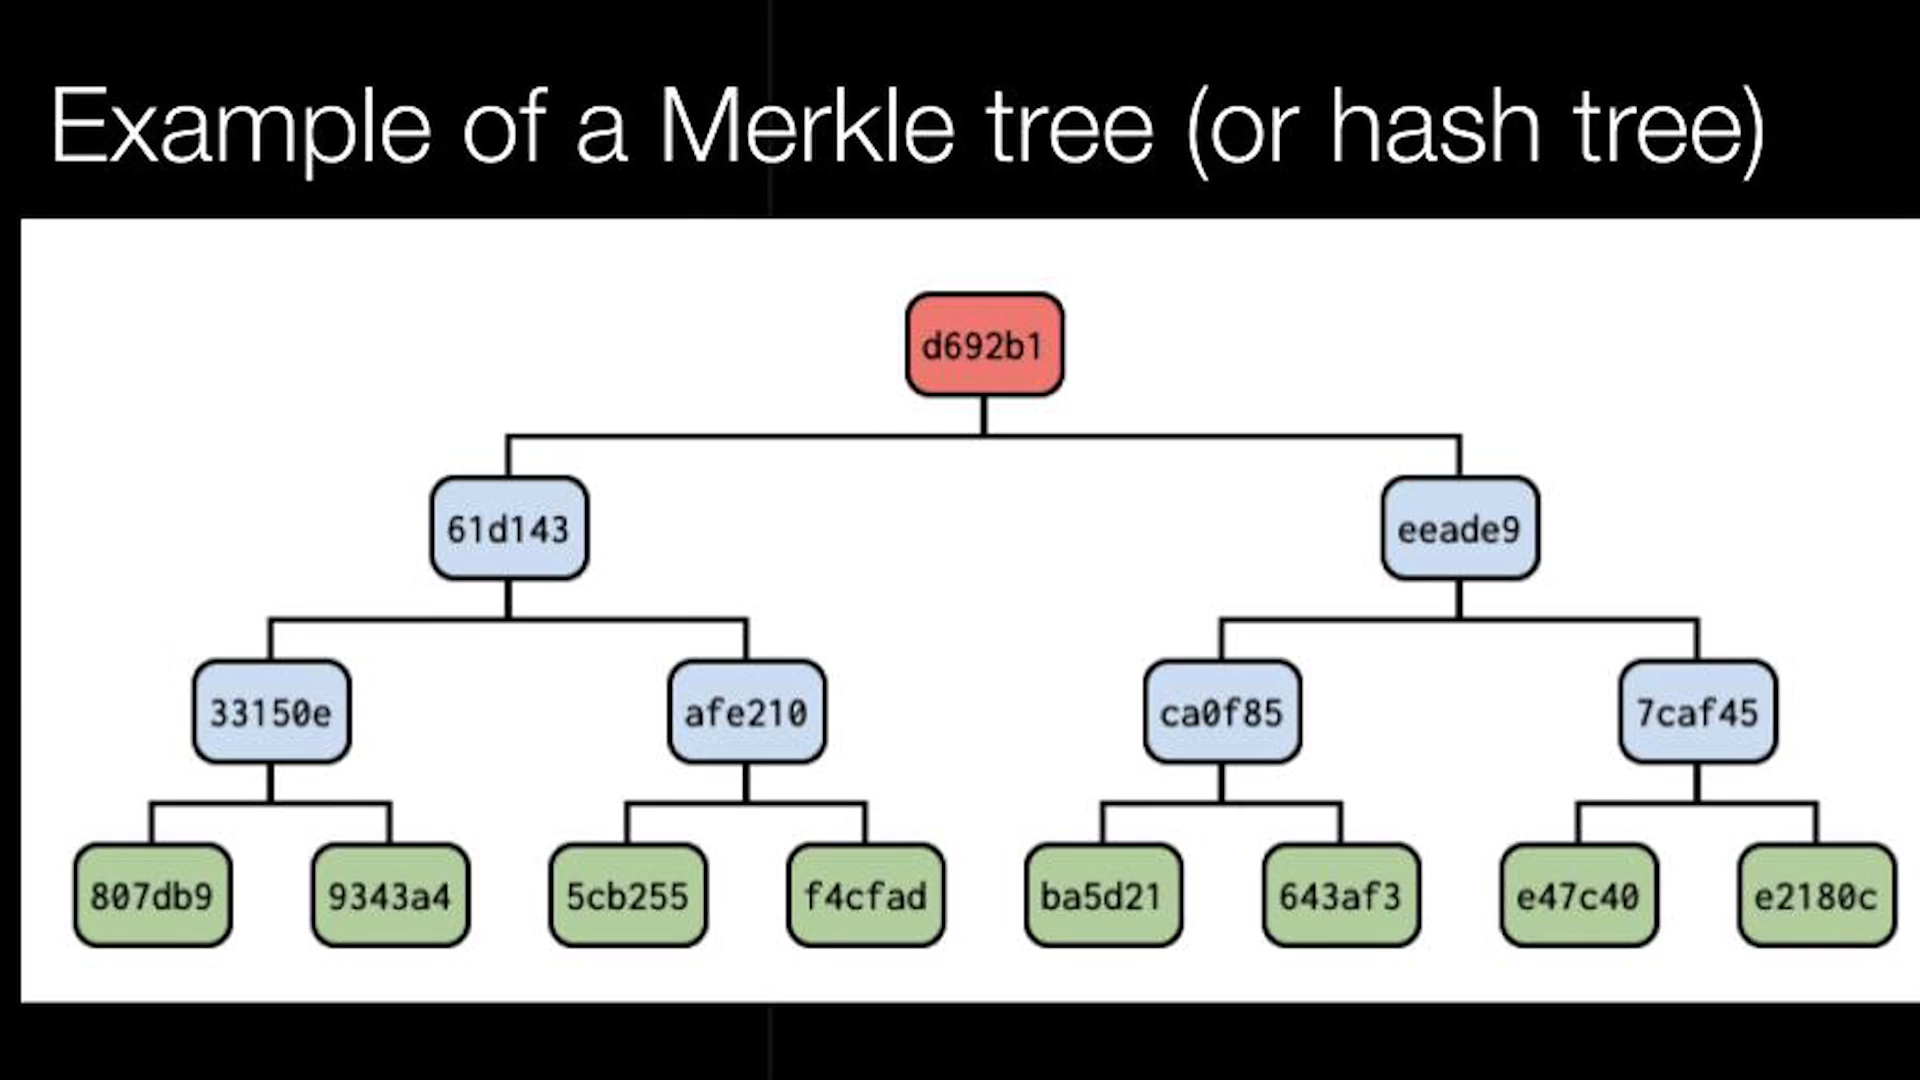 Example of a Merkle tree (or hash tree)
d692b1
61d143 eeade9
33150e afe210 ca0f85 7caf45
807db9 9343a4 5cb255 f4cfad ba5d21 643af3 e47c40 e2180c